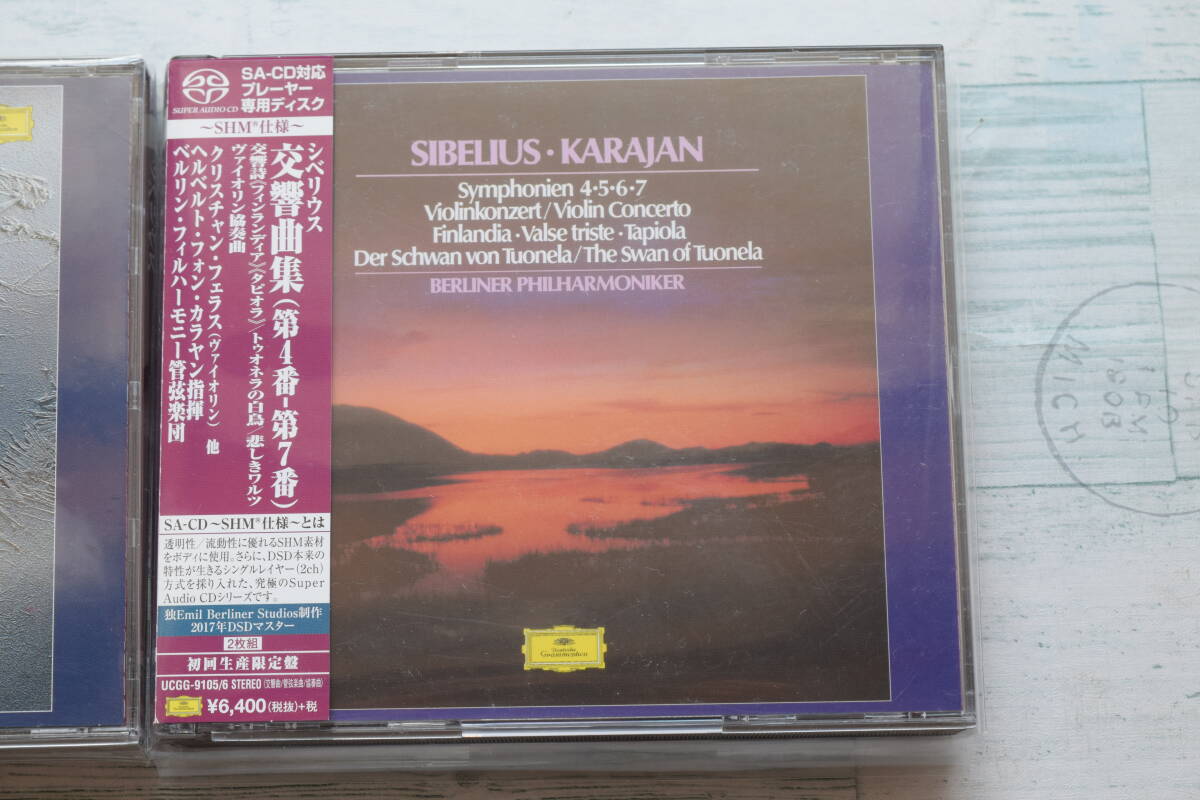 SUPER AUDIO CD
SA-CD対応
プレーヤー
専用ディスク
～SHM®仕様～
シベリウス
交響曲集(第4番-第7番)
交響詩《フィンランディア》《タピオラ》／トゥオネラの白鳥／悲しきワルツ
ヴァイオリン協奏曲
クリスチャン・フェラス(ヴァイオリン) 他
ヘルベルト・フォン・カラヤン指揮
ベルリン・フィルハーモニー管弦楽団
SA-CD～SHM®仕様～とは
透明性／流動性に優れるSHM素材
をボディに使用。さらに、DSD本来の
特性が生きるシングルレイヤー(2ch)
方式を採り入れた、究極のSuper
Audio CDシリーズです。
独Emil Berliner Studios制作
2017年DSDマスター
2枚組
初回生産限定盤
UCGG-9105/6 STEREO (交響曲/管弦楽曲/協奏曲)
¥6,400(税抜)+税
SIBELIUS・KARAJAN
Symphonien 4・5・6・7
Violinkonzert/Violin Concerto
Finlandia・Valse triste・Tapiola
Der Schwan von Tuonela/The Swan of Tuonela
BERLINER PHILHARMONIKER
Deutsche
Grammophon
1 PM
1808
MICH